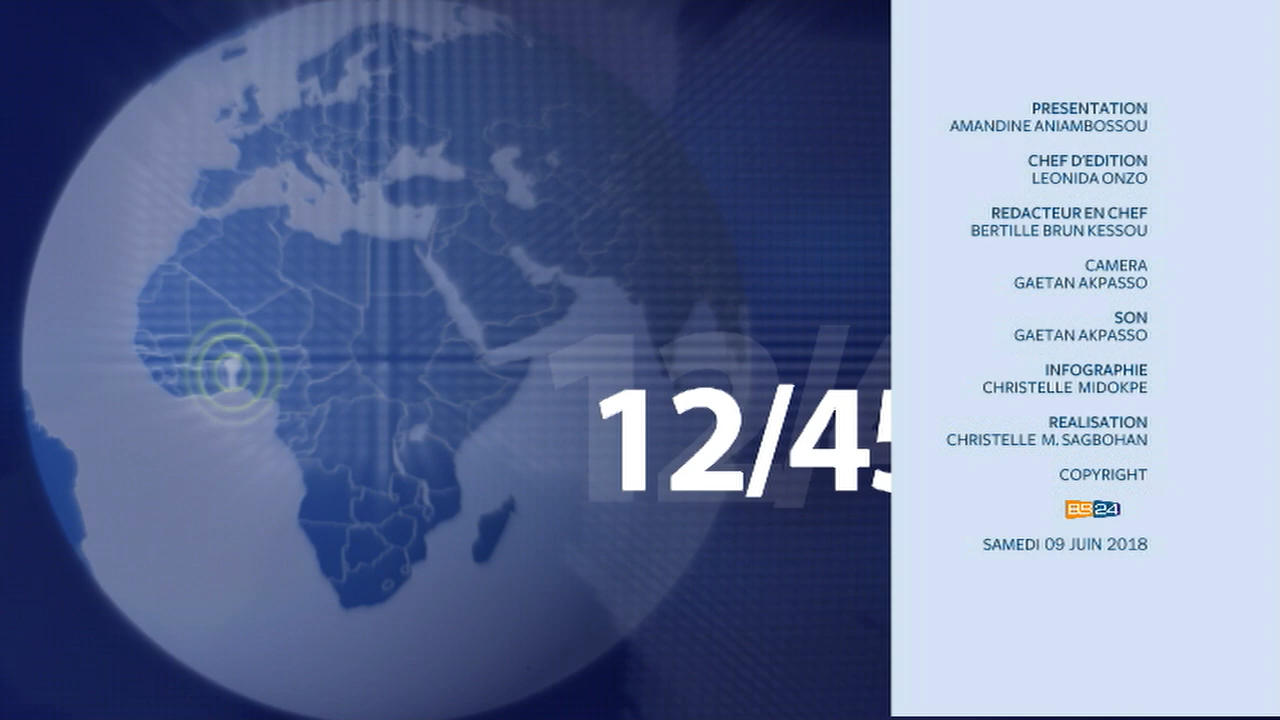 12/45
PRESENTATION
AMANDINE ANIAMBOSSOU
CHEF D'EDITION
LEONIDA ONZO
REDACTEUR EN CHEF
BERTILLE BRUN KESSOU
CAMERA
GAETAN AKPASSO
SON
GAETAN AKPASSO
INFOGRAPHIE
CHRISTELLE MIDOKPE
REALISATION
CHRISTELLE M. SAGBOHAN
COPYRIGHT
BB24
SAMEDI 09 JUIN 2018